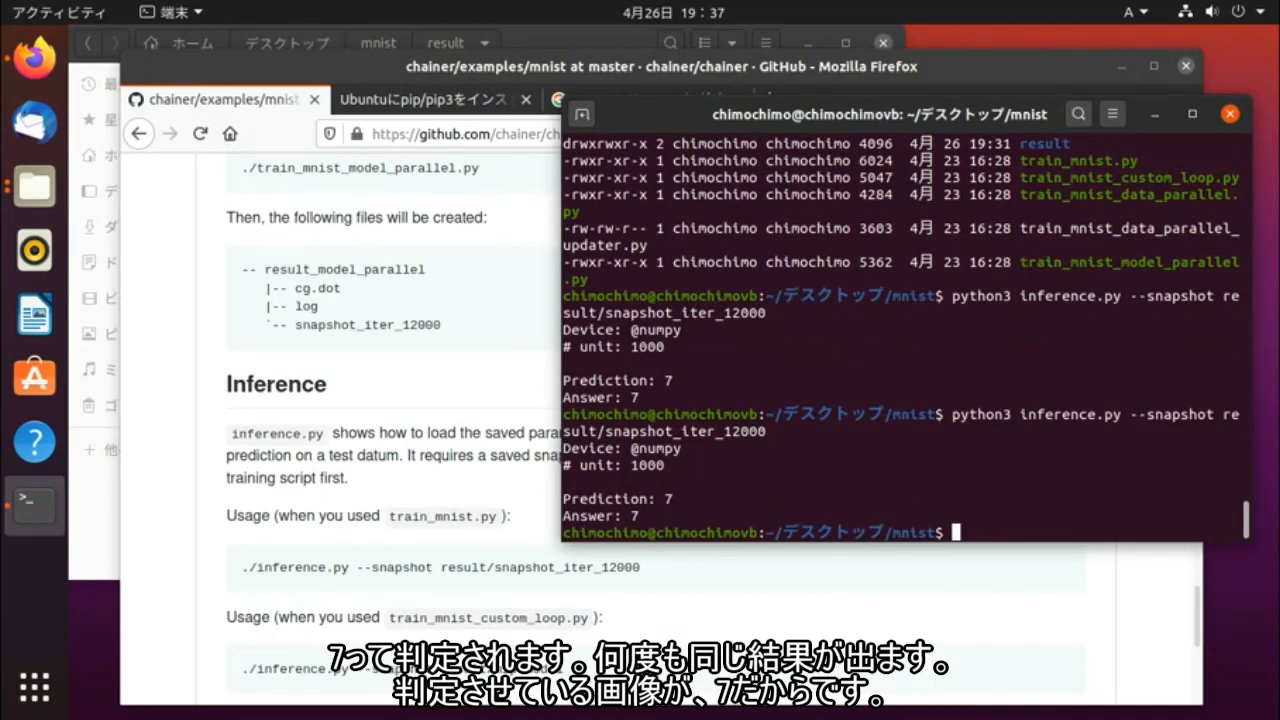 アクティビティ
端末
4月26日 19：37
A
ホーム
デスクトップ
mnist
result
chainer/examples/mnist at master · chainer/chainer · GitHub - Mozilla Firefox
chainer/examples/mnist
Ubuntuにpip/pip3をインス
https://github.com/chainer/ch
./train_mnist_model_parallel.py
Then, the following files will be created:
-- result_model_parallel
|-- cg.dot
|-- log
`-- snapshot_iter_12000
Inference
inference.py shows how to load the saved para
prediction on a test datum. It requires a saved snap
training script first.
Usage (when you used train_mnist.py ):
./inference.py --snapshot result/snapshot_iter_12000
Usage (when you used train_mnist_custom_loop.py ):
./inference.py --
chimochimo@chimochimovb: ~/デスクトップ/mnist
drwxrwxr-x 2 chimochimo chimochimo 4096 4月 26 19:31 result
-rwxr-xr-x 1 chimochimo chimochimo 6024 4月 23 16:28 train_mnist.py
-rwxr-xr-x 1 chimochimo chimochimo 5047 4月 23 16:28 train_mnist_custom_loop.py
-rwxr-xr-x 1 chimochimo chimochimo 4284 4月 23 16:28 train_mnist_data_parallel.
py
-rw-rw-r-- 1 chimochimo chimochimo 3603 4月 23 16:28 train_mnist_data_parallel_
updater.py
-rwxr-xr-x 1 chimochimo chimochimo 5362 4月 23 16:28 train_mnist_model_parallel
.py
chimochimo@chimochimovb:~/デスクトップ/mnist$ python3 inference.py --snapshot re
sult/snapshot_iter_12000
Device: @numpy
# unit: 1000
Prediction: 7
Answer: 7
chimochimo@chimochimovb:~/デスクトップ/mnist$ python3 inference.py --snapshot re
sult/snapshot_iter_12000
Device: @numpy
# unit: 1000
Prediction: 7
Answer: 7
chimochimo@chimochimovb:~/デスクトップ/mnist$
7って判定されます。何度も同じ結果が出ます。
判定させている画像が、7だからです。